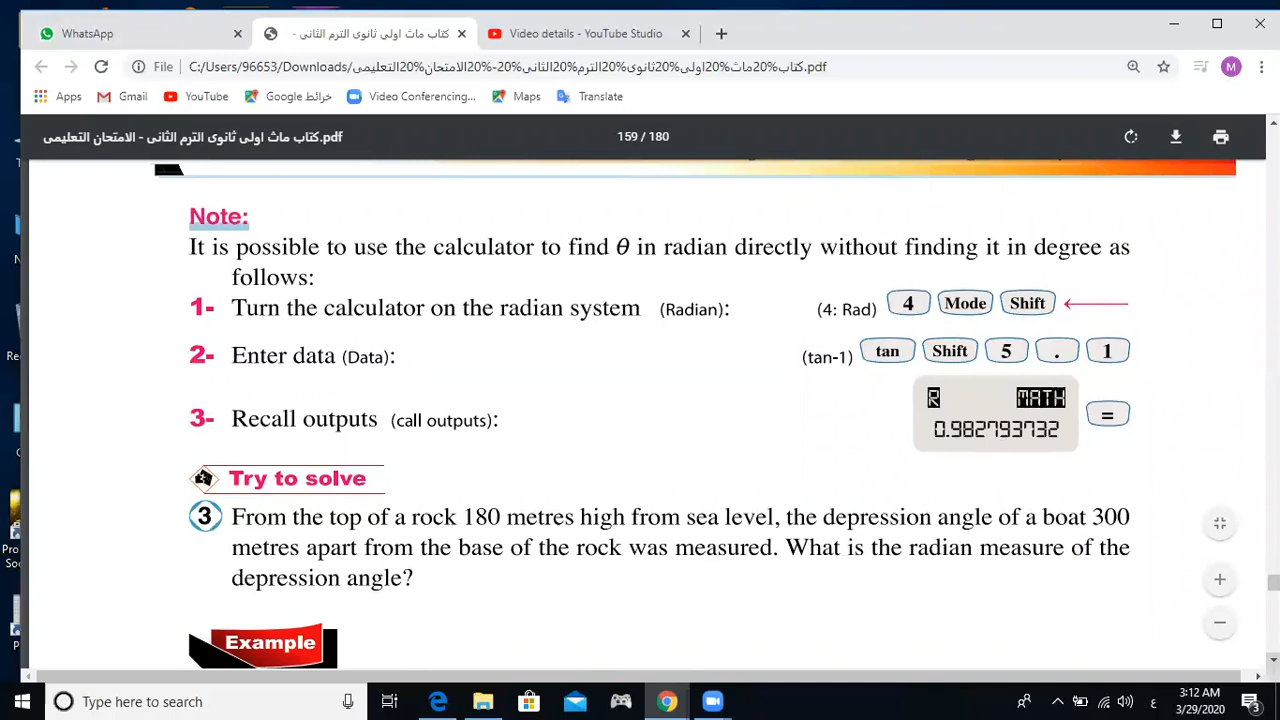 WhatsApp
كتاب ماث اولى ثانوى الترم الثانى -
Video details - YouTube Studio
File
C:/Users/96653/Downloads/كتاب%20ماث%20اولى%20ثانوى%20الترم%20الثانى%20-%20الامتحان%20التعليمى.pdf
M
Apps
Gmail
YouTube
خرائط Google
Video Conferencing...
Maps
Translate
كتاب ماث اولى ثانوى الترم الثانى - الامتحان التعليمى.pdf
159 / 180
Note:
It is possible to use the calculator to find θ in radian directly without finding it in degree as
follows:
1- Turn the calculator on the radian system (Radian): (4: Rad) 4 Mode Shift
2- Enter data (Data): (tan-1) tan Shift 5 . 1
3- Recall outputs (call outputs): =
R MATH
0.982793732
Try to solve
3 From the top of a rock 180 metres high from sea level, the depression angle of a boat 300
metres apart from the base of the rock was measured. What is the radian measure of the
depression angle?
Example
Type here to search
ع
3:12 AM
3/29/2020
3